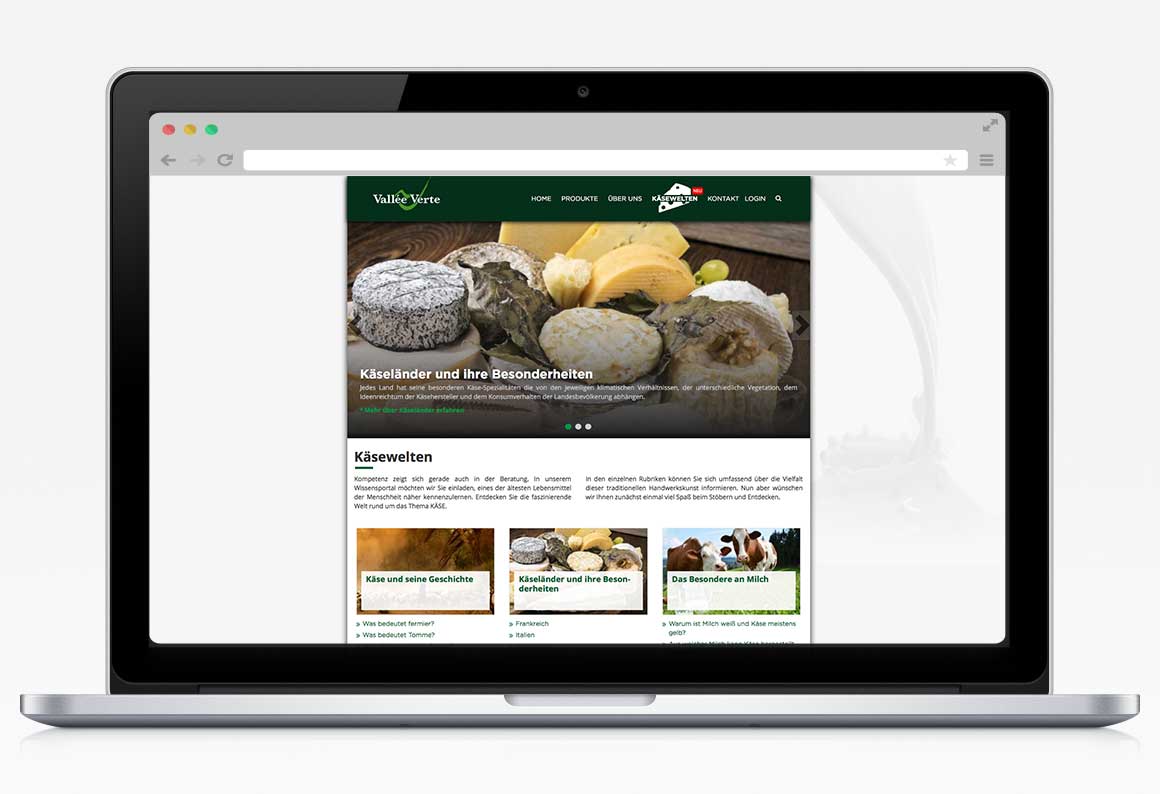 Vallée Verte
HOME PRODUKTE ÜBER UNS KÄSEWELTEN NEU KONTAKT LOGIN
Käseländer und ihre Besonderheiten
Jedes Land hat seine besonderen Käse-Spezialitäten die von den jeweiligen klimatischen Verhältnissen, der unterschiedliche Vegetation, dem
Ideenreichtum der Käsehersteller und dem Konsumverhalten der Landesbevölkerung abhängen.
* Mehr über Käseländer erfahren
Käsewelten
Kompetenz zeigt sich gerade auch in der Beratung. In unserem
Wissensportal möchten wir Sie einladen, eines der ältesten Lebensmittel
der Menschheit näher kennenzulernen. Entdecken Sie die faszinierende
Welt rund um das Thema KÄSE.
In den einzelnen Rubriken können Sie sich umfassend über die Vielfalt
dieser traditionellen Handwerkskunst informieren. Nun aber wünschen
wir Ihnen zunächst einmal viel Spaß beim Stöbern und Entdecken.
Käse und seine Geschichte
» Was bedeutet fermier?
» Was bedeutet Tomme?
Käseländer und ihre Beson-
derheiten
» Frankreich
» Italien
Das Besondere an Milch
» Warum ist Milch weiß und Käse meistens
gelb?